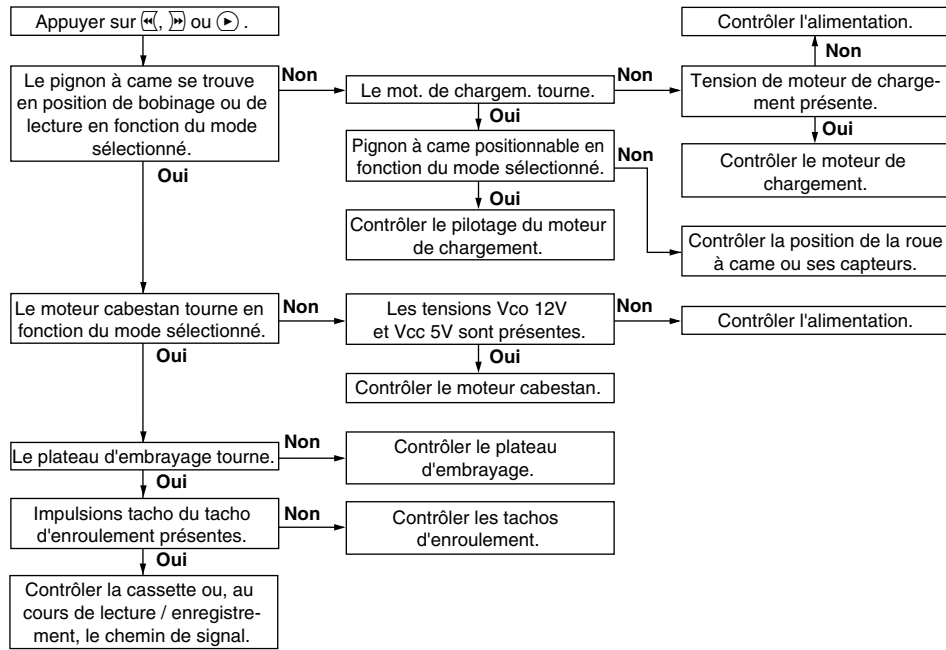 Appuyer sur ⏪, ⏩ ou ▶ .
Le pignon à came se trouve
en position de bobinage ou de
lecture en fonction du mode
sélectionné.
Non
Oui
Le mot. de chargem. tourne.
Non
Oui
Tension de moteur de charge-
ment présente.
Non
Contrôler l'alimentation.
Oui
Contrôler le moteur de
chargement.
Pignon à came positionnable en
fonction du mode sélectionné.
Non
Oui
Contrôler le pilotage du moteur
de chargement.
Contrôler la position de la roue
à came ou ses capteurs.
Le moteur cabestan tourne en
fonction du mode sélectionné.
Non
Oui
Les tensions Vco 12V
et Vcc 5V sont présentes.
Non
Oui
Contrôler l'alimentation.
Contrôler le moteur cabestan.
Le plateau d'embrayage tourne.
Non
Oui
Contrôler le plateau
d'embrayage.
Impulsions tacho du tacho
d'enroulement présentes.
Non
Oui
Contrôler les tachos
d'enroulement.
Contrôler la cassette ou, au
cours de lecture / enregistre-
ment, le chemin de signal.